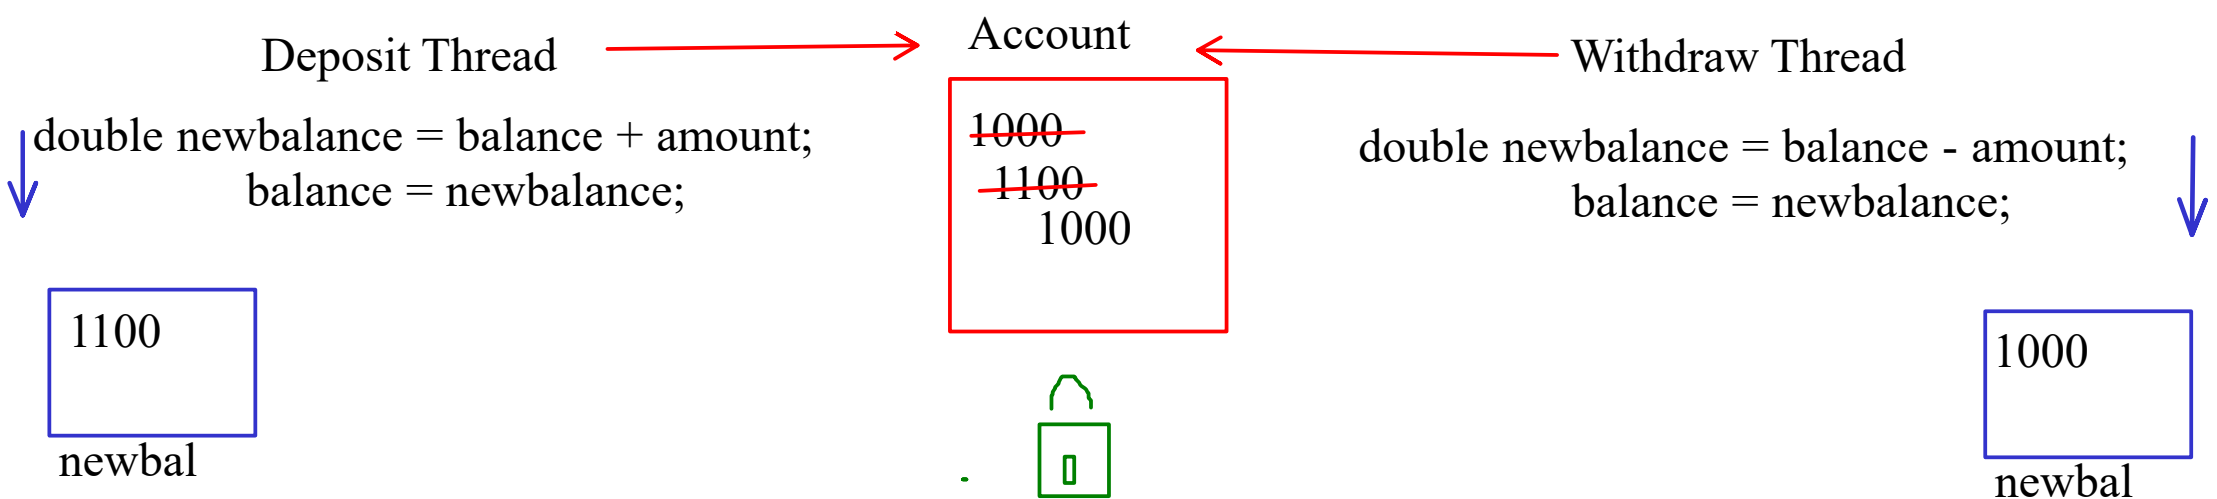 Deposit Thread
Account
Withdraw Thread
double newbalance = balance + amount;
balance = newbalance;
1000
1100
1000
double newbalance = balance - amount;
balance = newbalance;
1100
newbal
1000
newbal